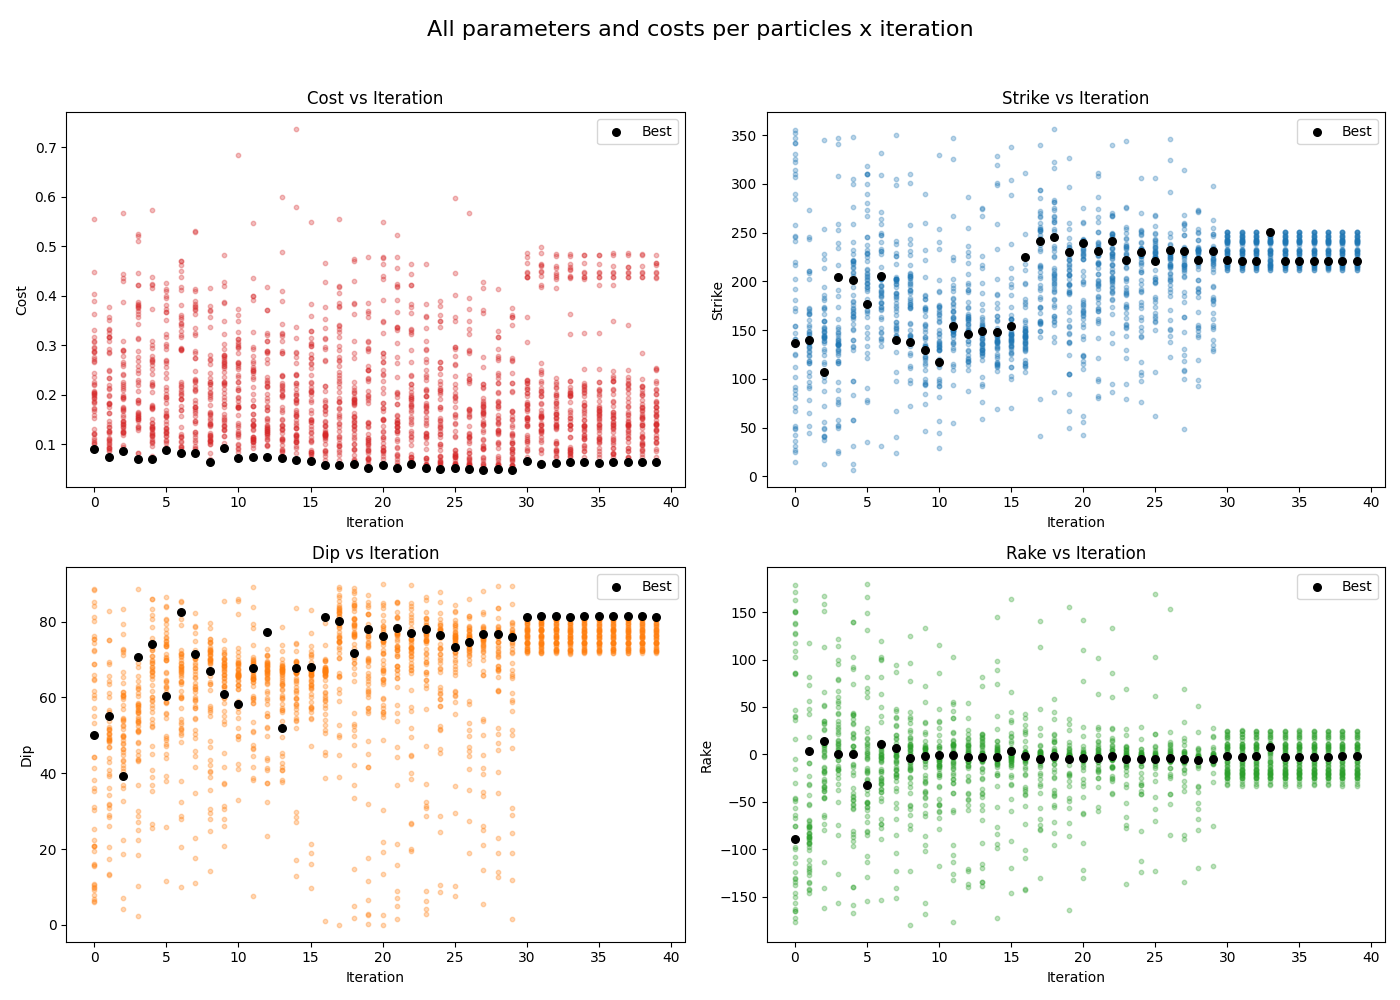 All parameters and costs per particles x iteration
Cost vs Iteration
Best
0.7
0.6
0.5
0.4
0.3
0.2
0.1
Cost
0 5 10 15 20 25 30 35 40
Iteration
Strike vs Iteration
Best
350
300
250
200
150
100
50
0
Strike
0 5 10 15 20 25 30 35 40
Iteration
Dip vs Iteration
Best
80
60
40
20
0
Dip
0 5 10 15 20 25 30 35 40
Iteration
Rake vs Iteration
Best
150
100
50
0
−50
−100
−150
Rake
0 5 10 15 20 25 30 35 40
Iteration